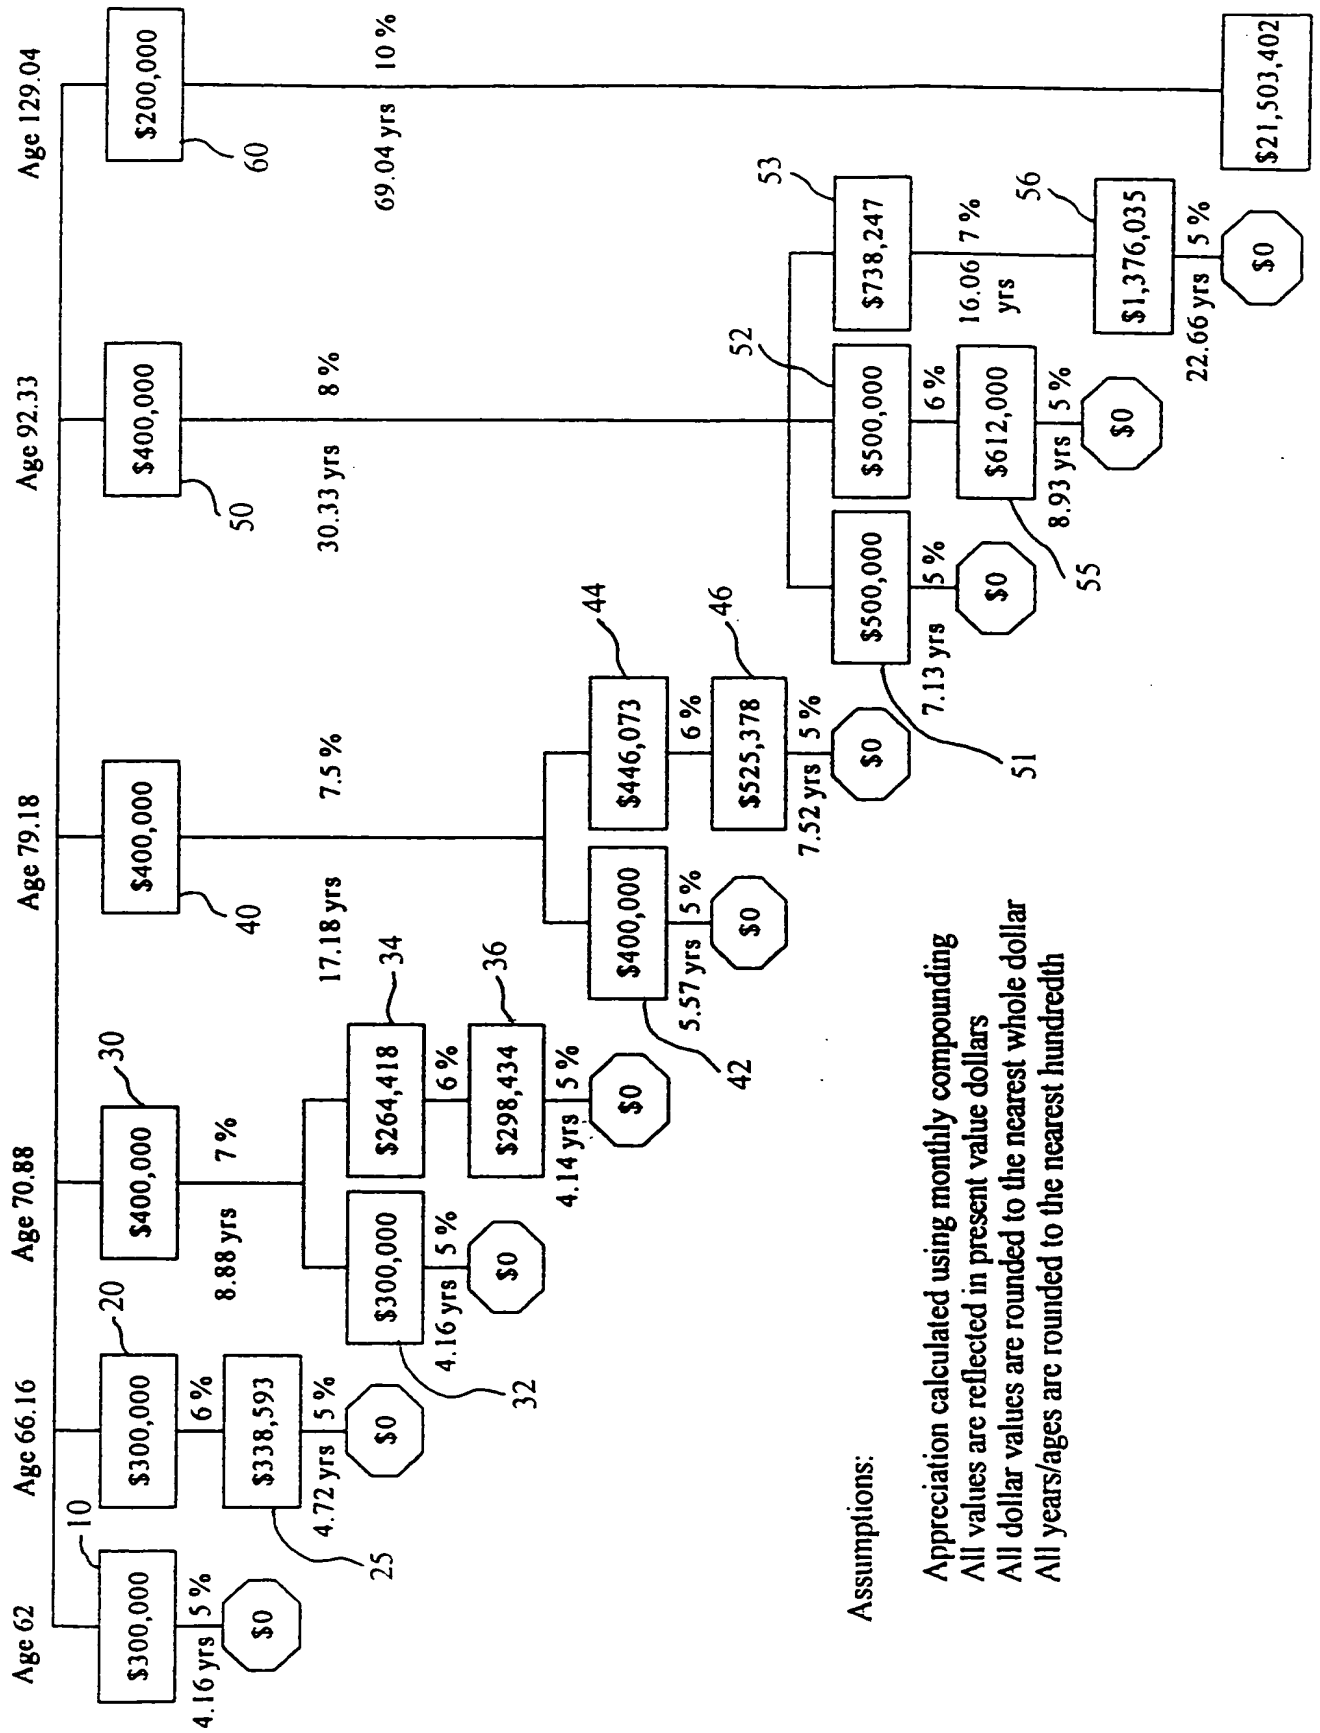 Age 62
Age 66.16
Age 70.88
Age 79.18
Age 92.33
Age 129.04
10
20
30
$300,000
$300,000
$400,000
$400,000
$400,000
$200,000
40
50
60
4.16 yrs
5 %
6 %
8.88 yrs
7 %
17.18 yrs
7.5 %
30.33 yrs
8 %
69.04 yrs
10 %
$0
$338,593
25
4.72 yrs
5 %
$0
$300,000
32
$264,418
34
4.16 yrs
5 %
6 %
$0
$298,434
36
4.14 yrs
5 %
$0
$400,000
42
$446,073
44
5.57 yrs
5 %
6 %
$0
$525,378
46
7.52 yrs
5 %
$0
$500,000
51
$500,000
52
$738,247
53
7.13 yrs
5 %
6 %
16.06
yrs
7 %
$0
$612,000
55
8.93 yrs
5 %
$0
$1,376,035
56
22.66 yrs
5 %
$0
$21,503,402
Assumptions:
Appreciation calculated using monthly compounding
All values are reflected in present value dollars
All dollar values are rounded to the nearest whole dollar
All years/ages are rounded to the nearest hundredth